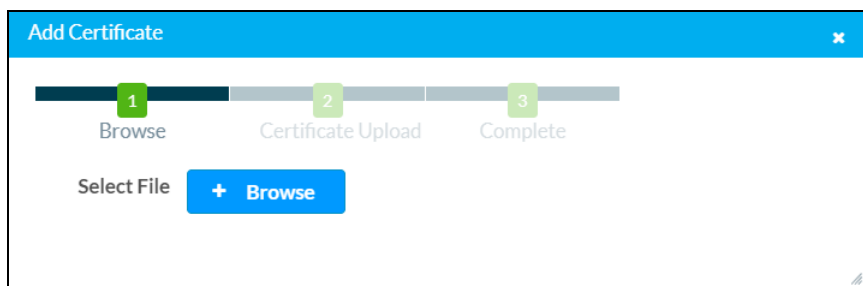 Add Certificate ×
1 2 3
Browse Certificate Upload Complete
Select File + Browse